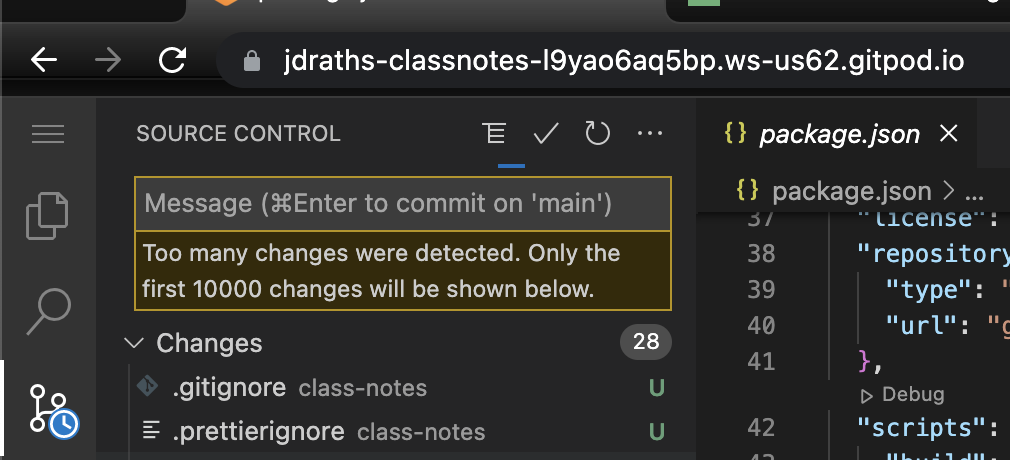 jdraths-classnotes-l9yao6aq5bp.ws-us62.gitpod.io
SOURCE CONTROL
Message (⌘Enter to commit on 'main')
Too many changes were detected. Only the
first 10000 changes will be shown below.
Changes 28
.gitignore class-notes U
.prettierignore class-notes U
{} package.json
{} package.json > ...
37 "license":
38 "repository
39 "type": "
40 "url": "g
41 },
Debug
42 "scripts":
"build":